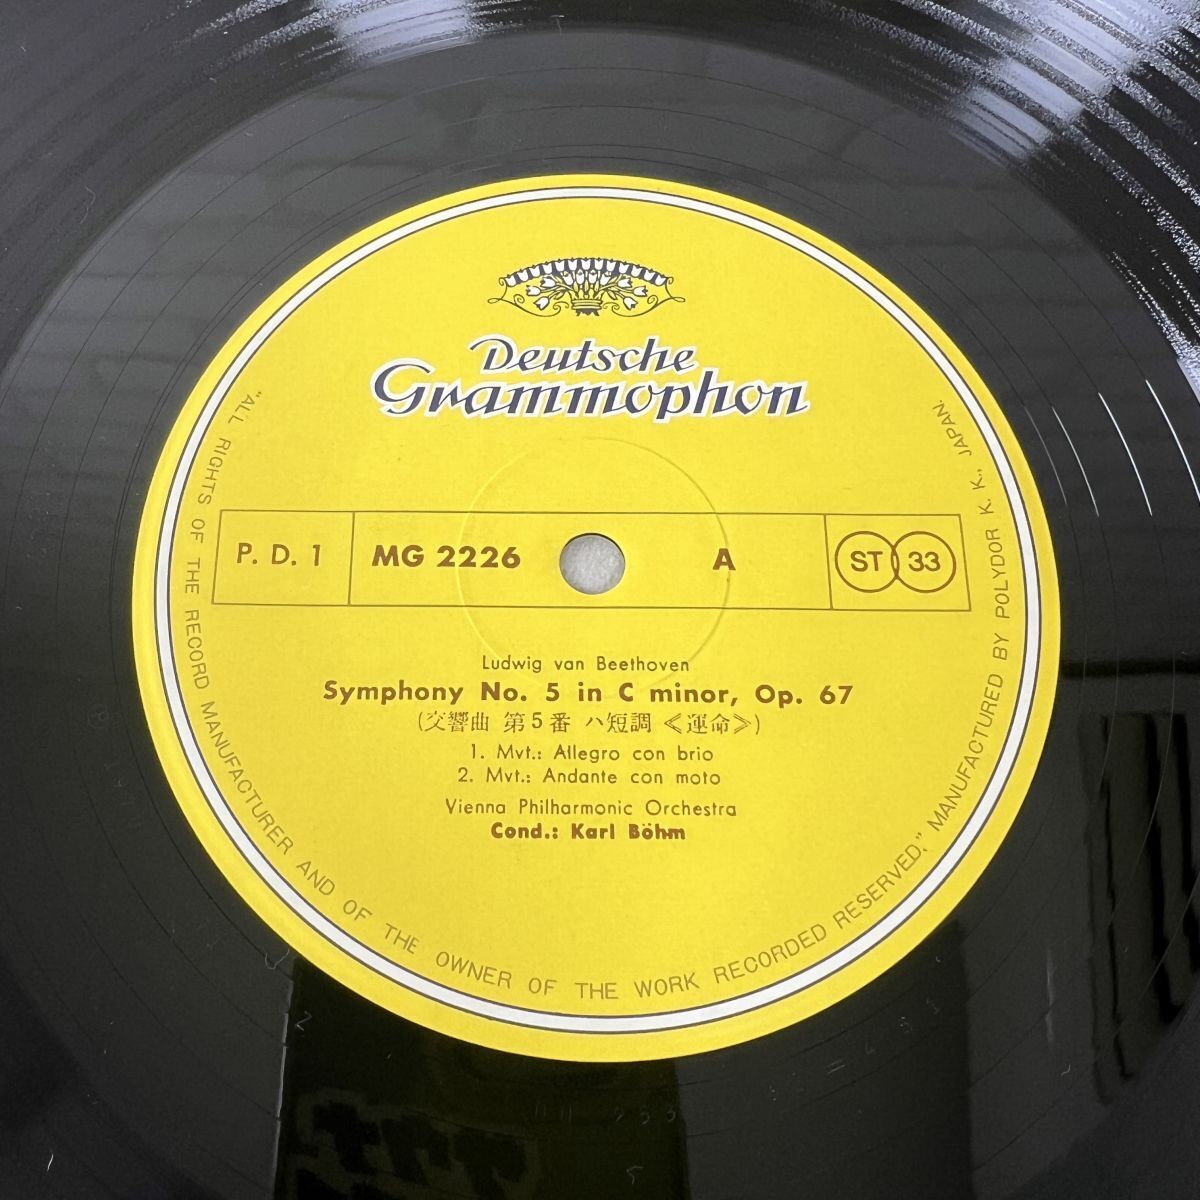 Deutsche
Grammophon
P. D. 1
MG 2226
A
ST 33
Ludwig van Beethoven
Symphony No. 5 in C minor, Op. 67
(交響曲 第5番 ハ短調 ≪運命≫)
1. Mvt.: Allegro con brio
2. Mvt.: Andante con moto
Vienna Philharmonic Orchestra
Cond.: Karl Böhm
"ALL RIGHTS OF THE RECORD MANUFACTURER AND OF THE OWNER OF THE WORK RECORDED RESERVED," MANUFACTURED BY POLYDOR K. K., JAPAN.